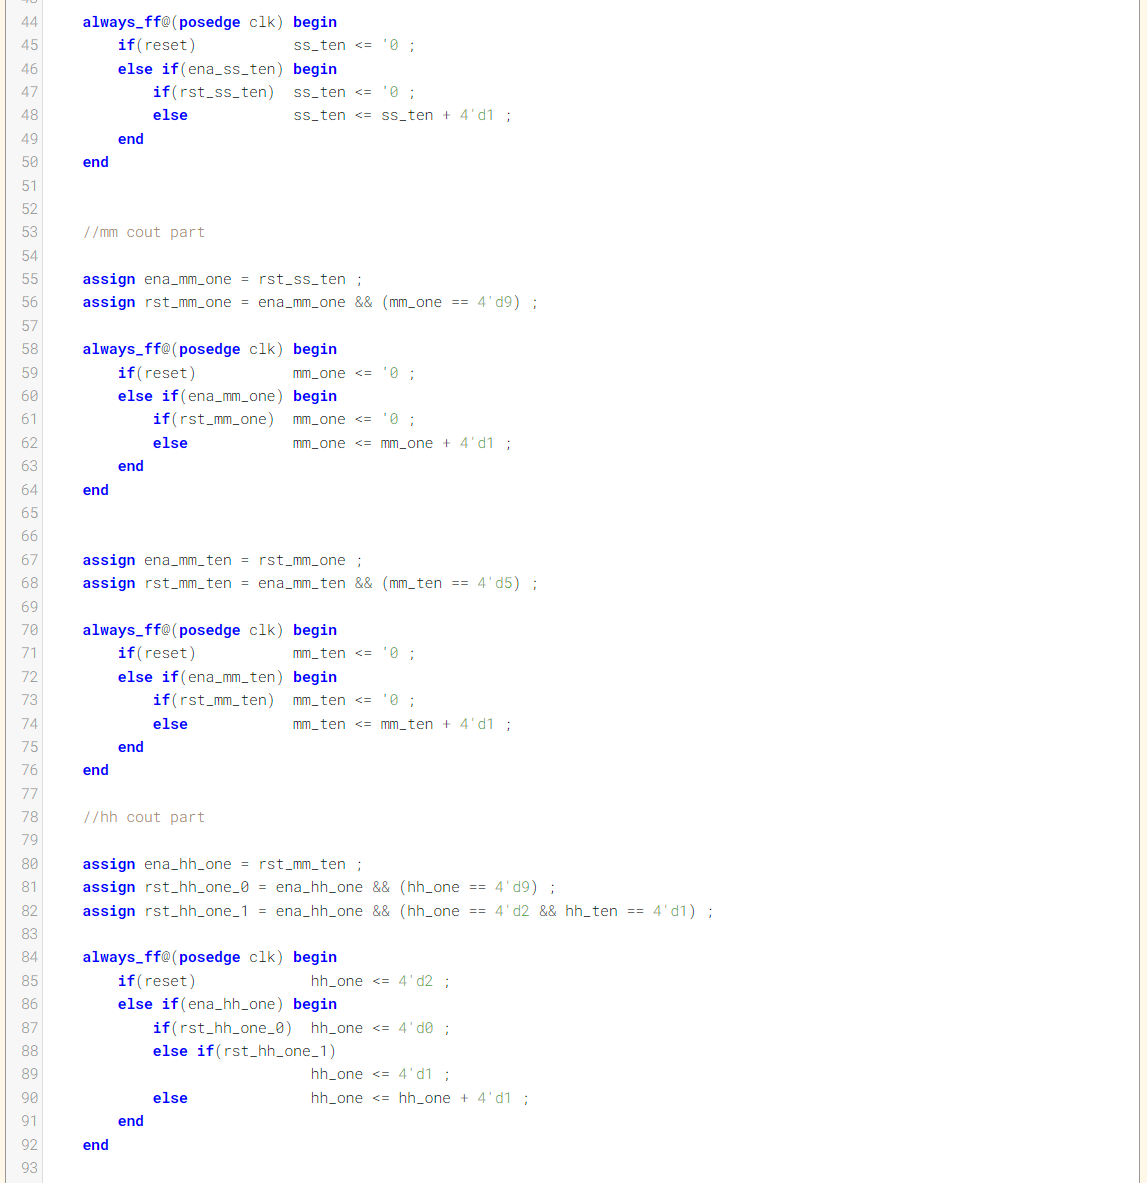 44 always_ff@(posedge clk) begin
45 if(reset) ss_ten <= '0 ;
46 else if(ena_ss_ten) begin
47 if(rst_ss_ten) ss_ten <= '0 ;
48 else ss_ten <= ss_ten + 4'd1 ;
49 end
50 end
51
52
53 //mm cout part
54
55 assign ena_mm_one = rst_ss_ten ;
56 assign rst_mm_one = ena_mm_one && (mm_one == 4'd9) ;
57
58 always_ff@(posedge clk) begin
59 if(reset) mm_one <= '0 ;
60 else if(ena_mm_one) begin
61 if(rst_mm_one) mm_one <= '0 ;
62 else mm_one <= mm_one + 4'd1 ;
63 end
64 end
65
66
67 assign ena_mm_ten = rst_mm_one ;
68 assign rst_mm_ten = ena_mm_ten && (mm_ten == 4'd5) ;
69
70 always_ff@(posedge clk) begin
71 if(reset) mm_ten <= '0 ;
72 else if(ena_mm_ten) begin
73 if(rst_mm_ten) mm_ten <= '0 ;
74 else mm_ten <= mm_ten + 4'd1 ;
75 end
76 end
77
78 //hh cout part
79
80 assign ena_hh_one = rst_mm_ten ;
81 assign rst_hh_one_0 = ena_hh_one && (hh_one == 4'd9) ;
82 assign rst_hh_one_1 = ena_hh_one && (hh_one == 4'd2 && hh_ten == 4'd1) ;
83
84 always_ff@(posedge clk) begin
85 if(reset) hh_one <= 4'd2 ;
86 else if(ena_hh_one) begin
87 if(rst_hh_one_0) hh_one <= 4'd0 ;
88 else if(rst_hh_one_1)
89 hh_one <= 4'd1 ;
90 else hh_one <= hh_one + 4'd1 ;
91 end
92 end
93